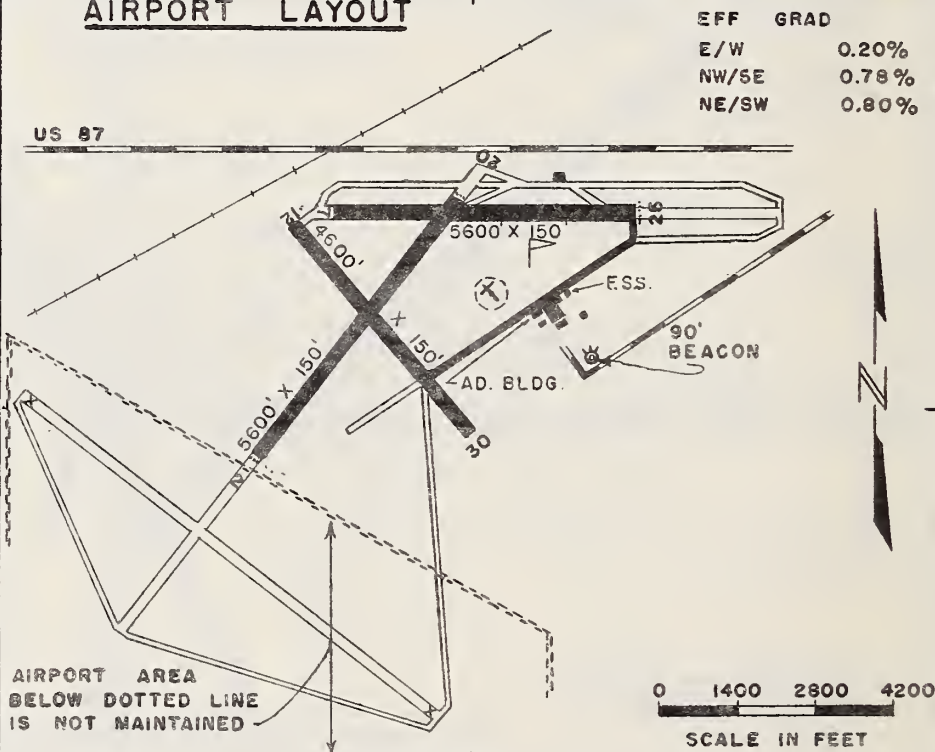 AIRPORT LAYOUT
EFF GRAD
E/W 0.20%
NW/SE 0.78%
NE/SW 0.80%
US 87
20
26
4600'
X 150'
5600' X 150'
F.S.S.
90'
BEACON
AD. BLDG.
5600' X 150'
30
N
AIRPORT AREA
BELOW DOTTED LINE
IS NOT MAINTAINED
0 1400 2800 4200
SCALE IN FEET